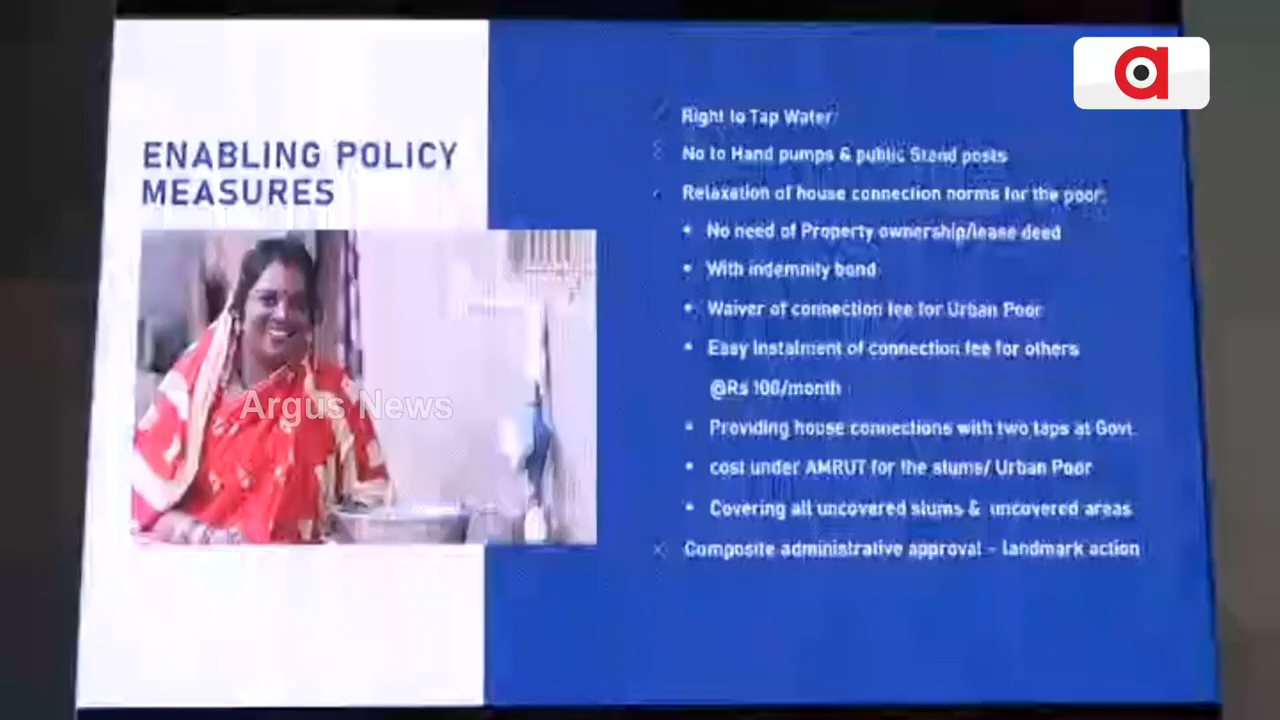 ENABLING POLICY
MEASURES
Right to Tap Water
No to Hand pumps & public Stand posts
Relaxation of house connection norms for the poor:
• No need of Property ownership/lease deed
• With indemnity bond
• Waiver of connection fee for Urban Poor
• Easy Instalment of connection fee for others
@Rs 100/month
• Providing house connections with two taps at Govt.
• cost under AMRUT for the slums/ Urban Poor
• Covering all uncovered slums & uncovered areas
Composite administrative approval – landmark action
Argus News
a